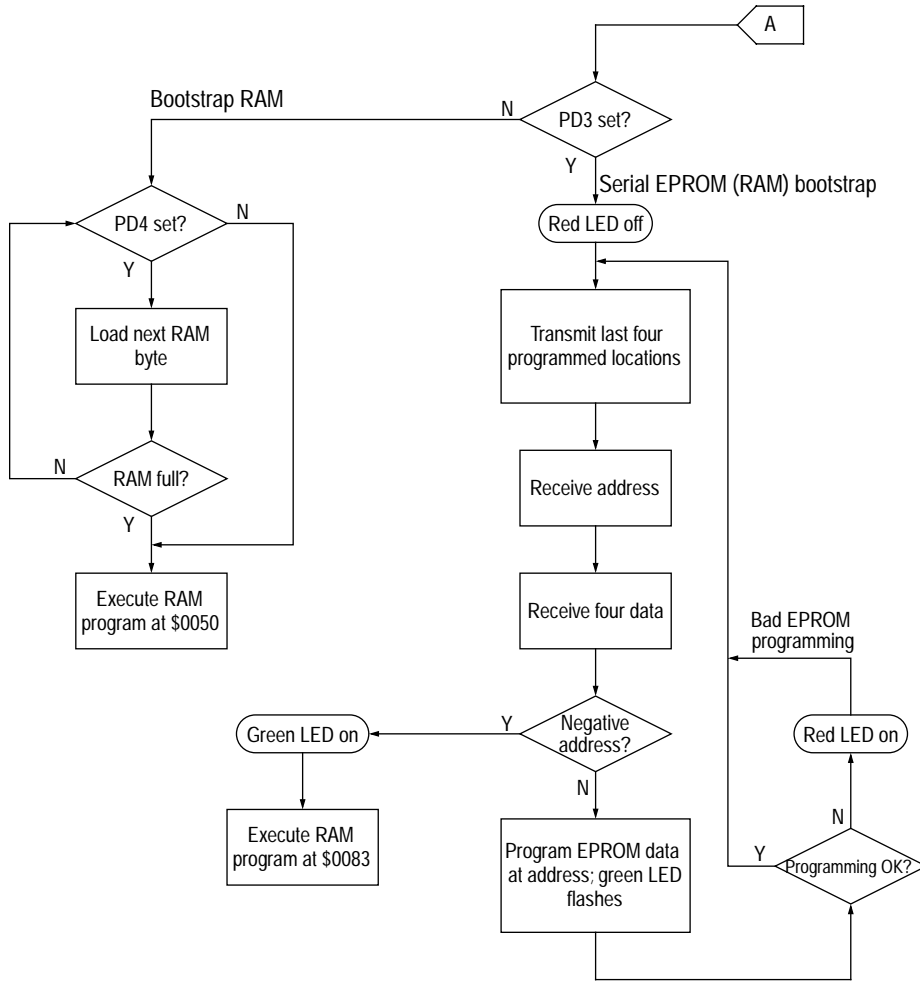 A
Bootstrap RAM
N
PD3 set?
Y
Serial EPROM (RAM) bootstrap
PD4 set?
N
Y
Red LED off
Load next RAM
byte
Transmit last four
programmed locations
N
RAM full?
Y
Receive address
Execute RAM
program at $0050
Receive four data
Bad EPROM
programming
Green LED on
Y
Negative
address?
N
Red LED on
Execute RAM
program at $0083
Program EPROM data
at address; green LED
flashes
N
Y
Programming OK?